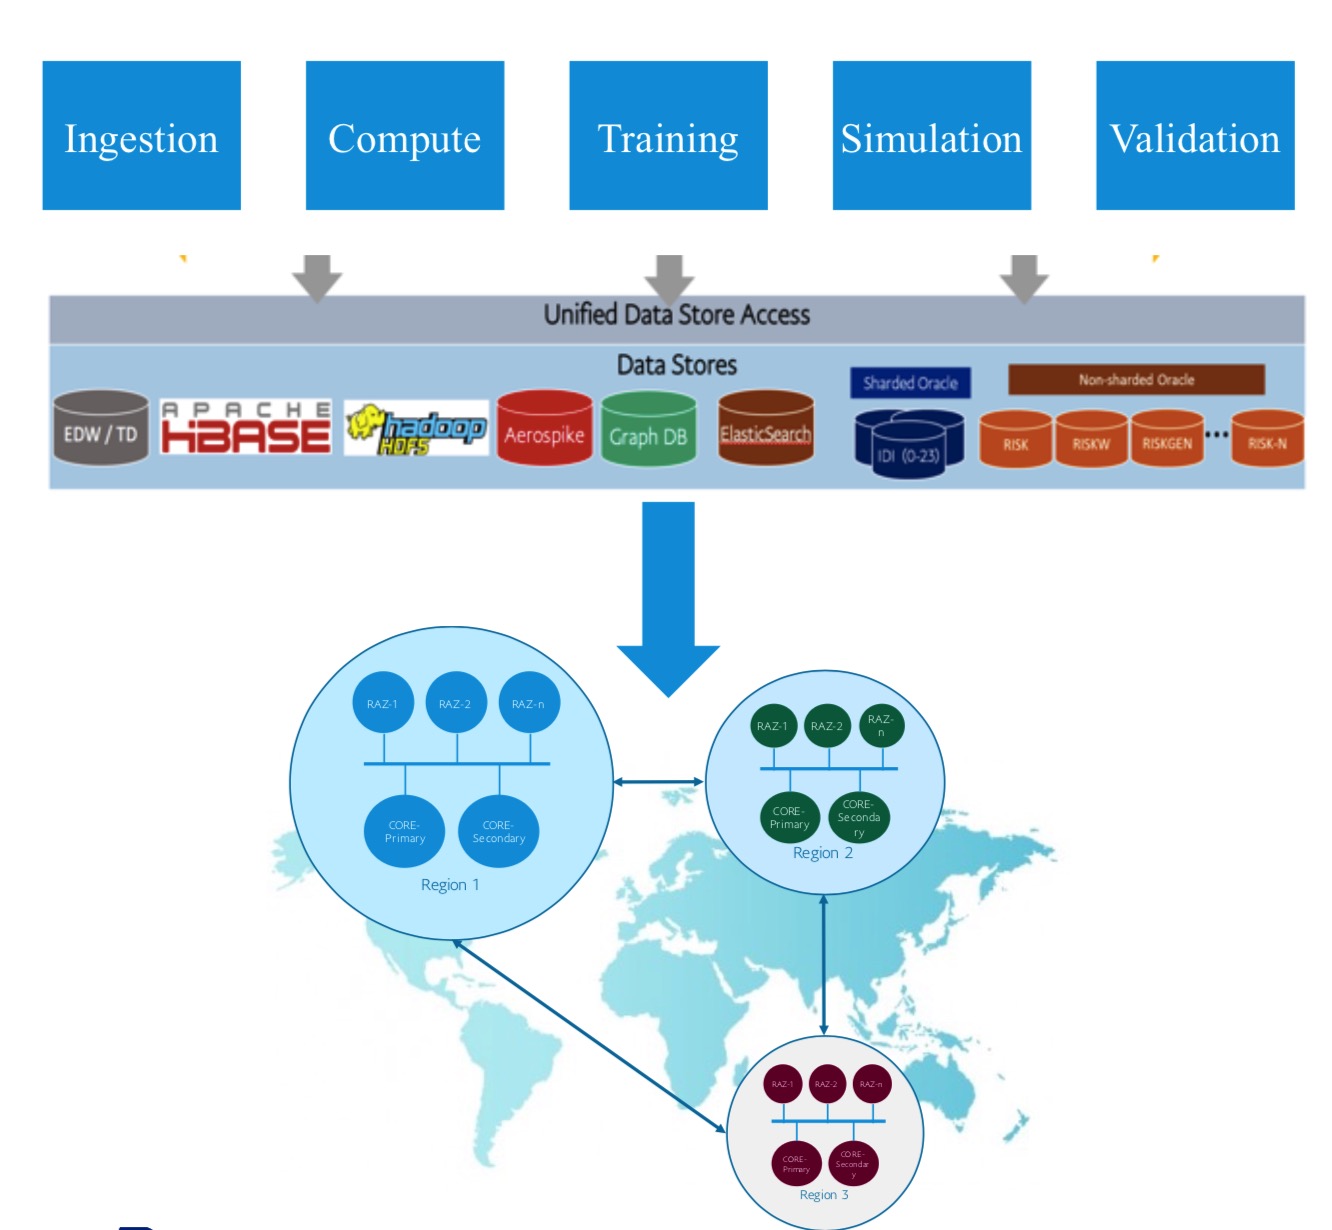 Ingestion
Compute
Training
Simulation
Validation
Unified Data Store Access
Data Stores
Sharded Oracle
Non-sharded Oracle
EDW / TD
APACHE
HBASE
hadoop
HDFS
Aerospike
Graph DB
ElasticSearch
IDI (0-23)
RISK
RISKW
RISKGEN
•••
RISK-N
RAZ-1
RAZ-2
RAZ-n
CORE-
Primary
CORE-
Secondary
Region 1
RAZ-1
RAZ-2
RAZ-
n
CORE-
Primary
CORE-
Seconda
ry
Region 2
RAZ-1
RAZ-2
RAZ-n
CORE-
Primary
CORE-
Secondar
y
Region 3